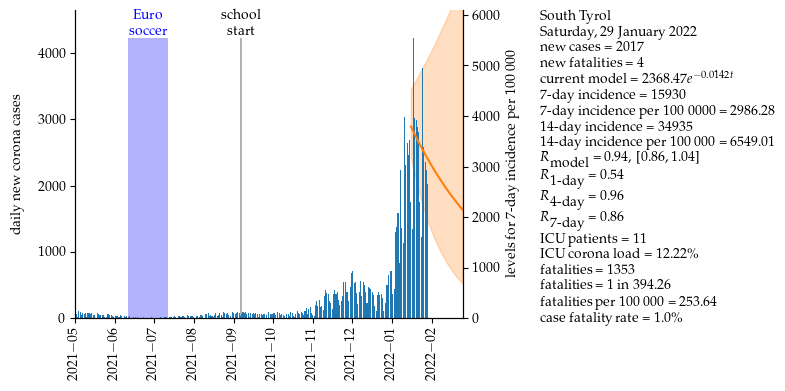 Euro
soccer
school
start
daily new corona cases
4000
3000
2000
1000
0
6000
5000
4000
3000
2000
1000
0
levels for 7-day incidence per 100 000
2021−05
2021−06
2021−07
2021−08
2021−09
2021−10
2021−11
2021−12
2022−01
2022−02
South Tyrol
Saturday, 29 January 2022
new cases = 2017
new fatalities = 4
current model = 2368.47e^−0.0142t
7-day incidence = 15930
7-day incidence per 100 0000 = 2986.28
14-day incidence = 34935
14-day incidence per 100 000 = 6549.01
R model = 0.94, [0.86, 1.04]
R 1-day = 0.54
R 4-day = 0.96
R 7-day = 0.86
ICU patients = 11
ICU corona load = 12.22%
fatalities = 1353
fatalities = 1 in 394.26
fatalities per 100 000 = 253.64
case fatality rate = 1.0%